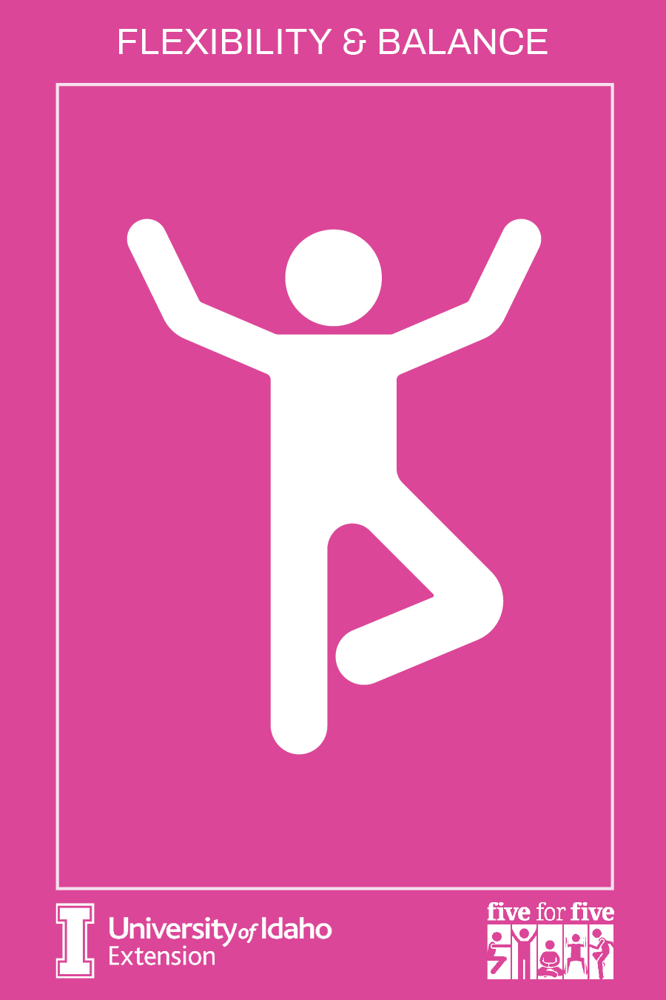 FLEXIBILITY & BALANCE
University of Idaho
Extension
five for five